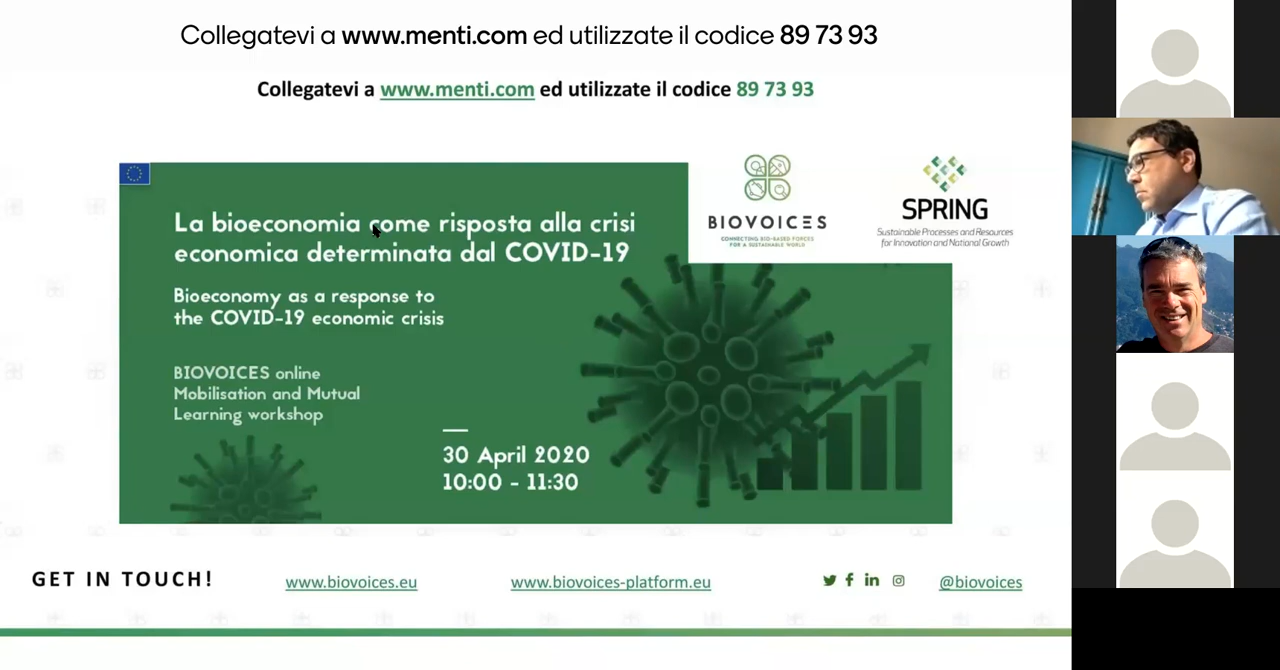 Collegatevi a www.menti.com ed utilizzate il codice 89 73 93
Collegatevi a www.menti.com ed utilizzate il codice 89 73 93
La bioeconomia come risposta alla crisi
economica determinata dal COVID-19
Bioeconomy as a response to
the COVID-19 economic crisis
BIOVOICES online
Mobilisation and Mutual
Learning workshop
30 April 2020
10:00 - 11:30
BIOVOICES
CONNECTING BIO-BASED FORCES
FOR A SUSTAINABLE WORLD
SPRING
Sustainable Processes and Resources
for Innovation and National Growth
GET IN TOUCH!
www.biovoices.eu
www.biovoices-platform.eu
@biovoices